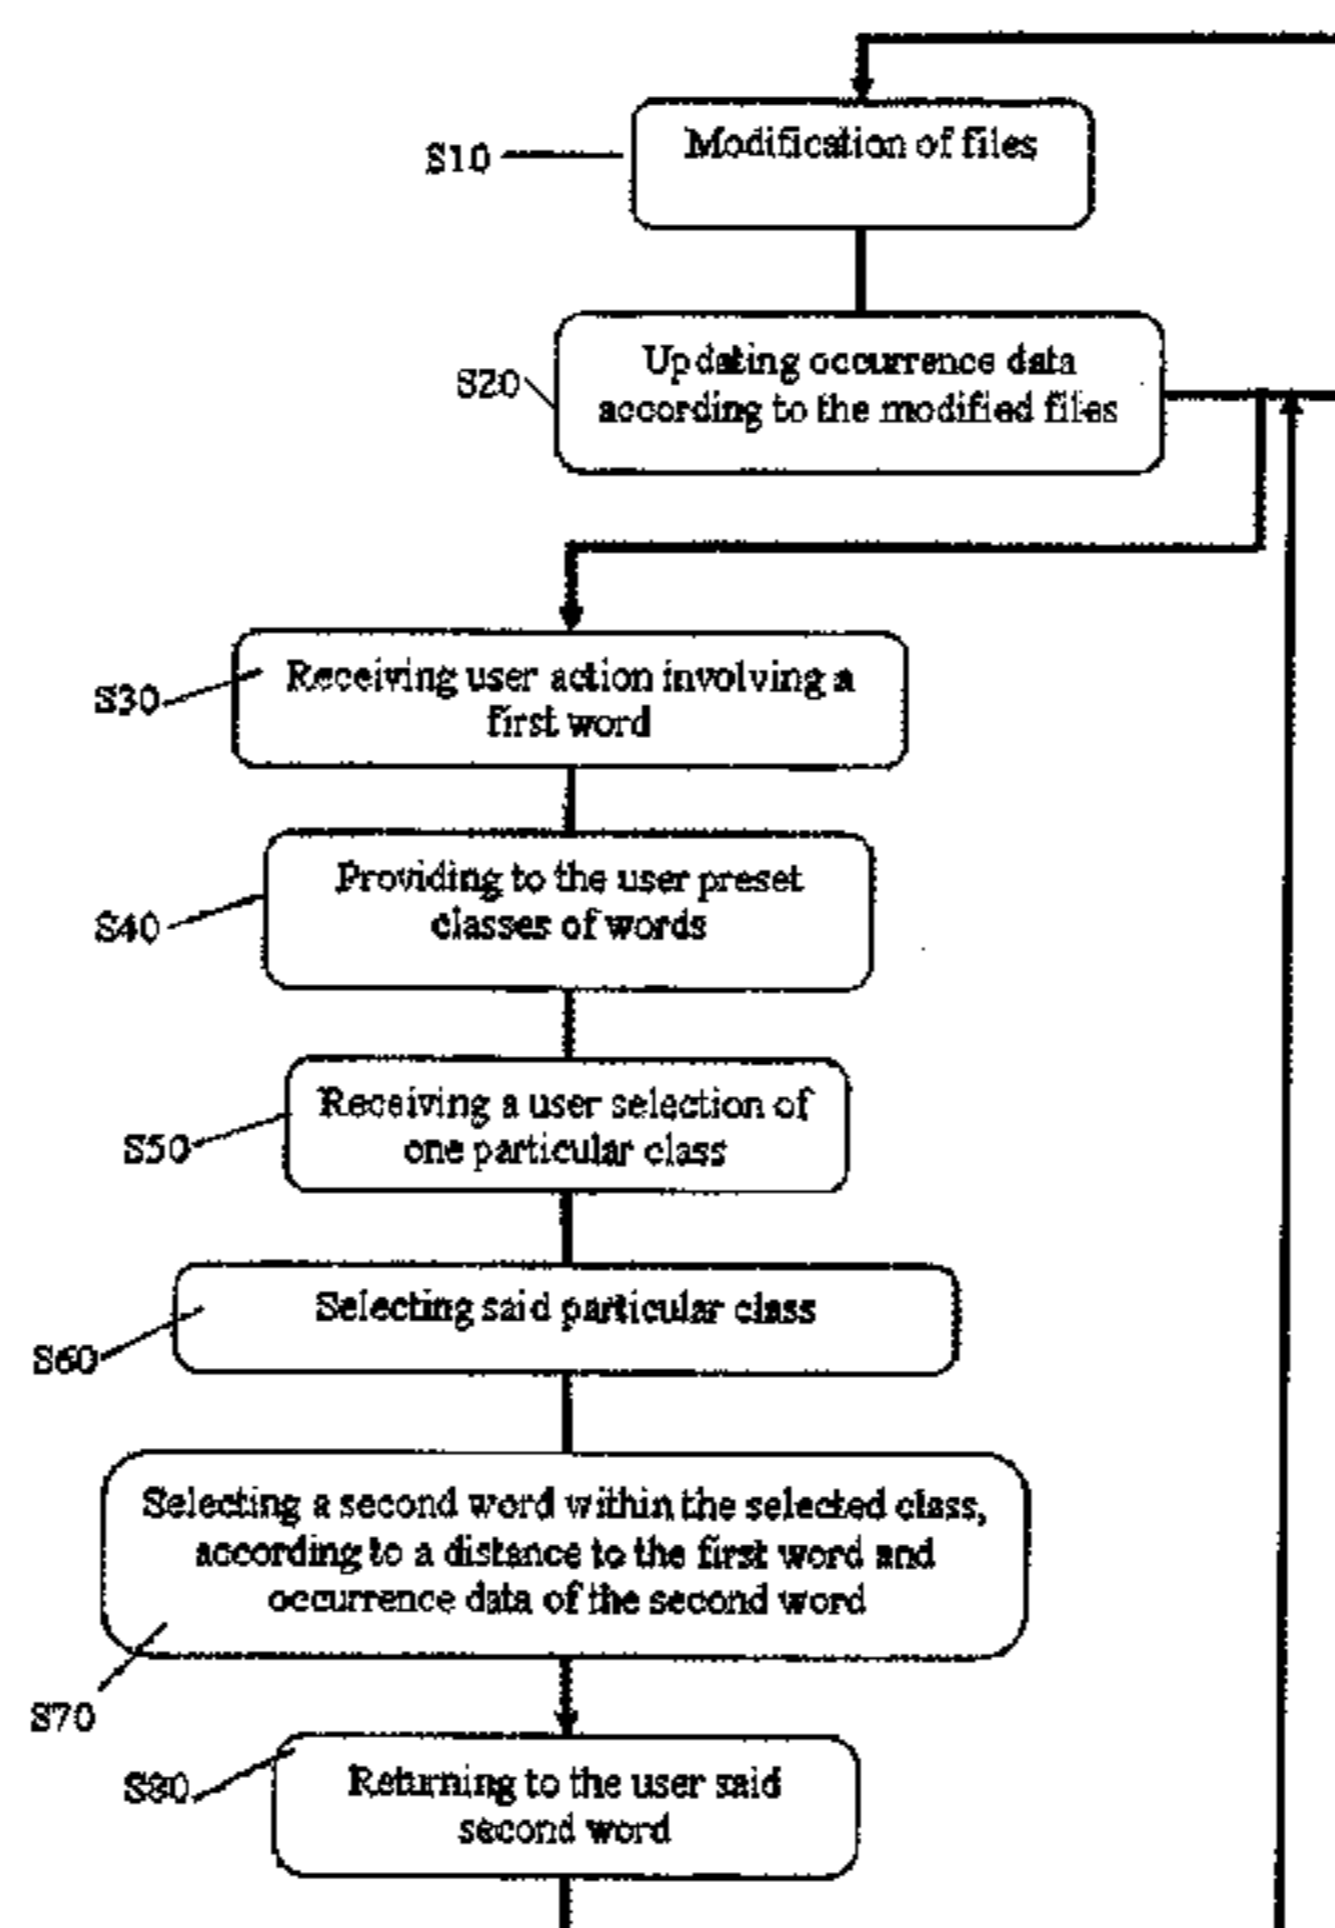 S10
Modification of files
S20
Updating occurrence data
according to the modified files
S30
Receiving user action involving a
first word
S40
Providing to the user preset
classes of words
S50
Receiving a user selection of
one particular class
S60
Selecting said particular class
Selecting a second word within the selected class,
according to a distance to the first word and
occurrence data of the second word
S70
S80
Returning to the user said
second word